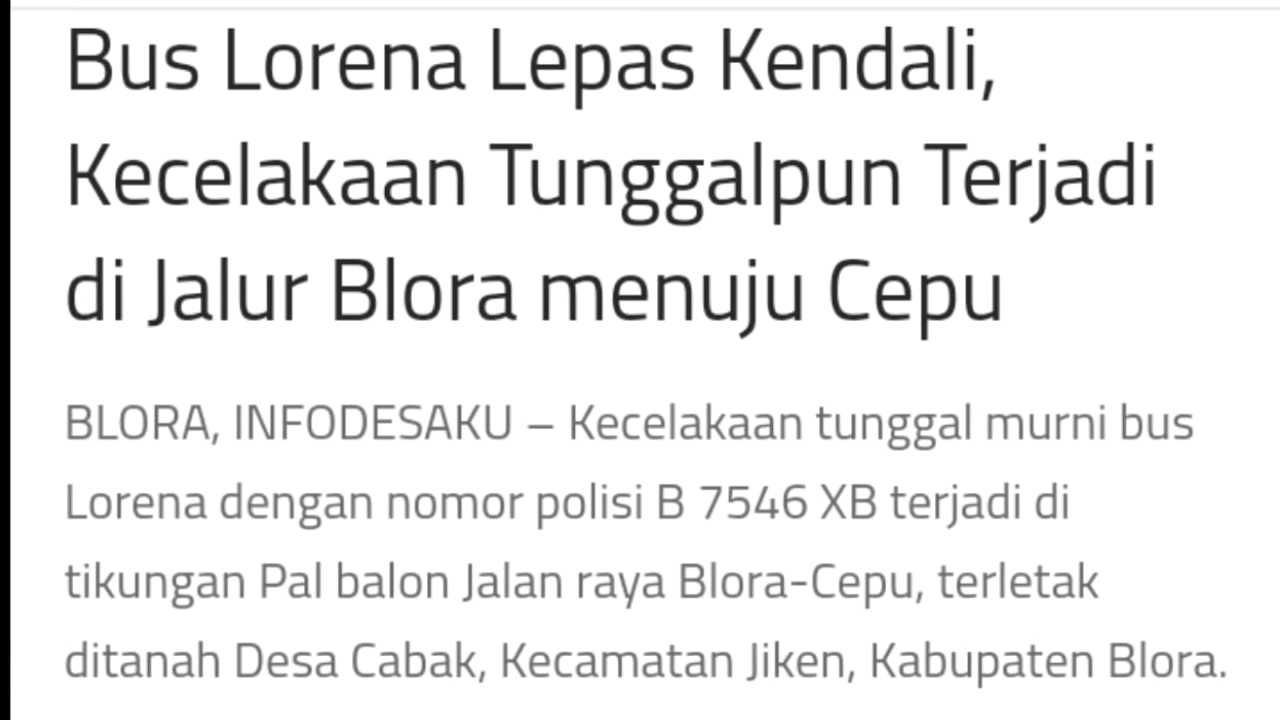 Bus Lorena Lepas Kendali,
Kecelakaan Tunggalpun Terjadi
di Jalur Blora menuju Cepu
BLORA, INFODESAKU – Kecelakaan tunggal murni bus
Lorena dengan nomor polisi B 7546 XB terjadi di
tikungan Pal balon Jalan raya Blora-Cepu, terletak
ditanah Desa Cabak, Kecamatan Jiken, Kabupaten Blora.